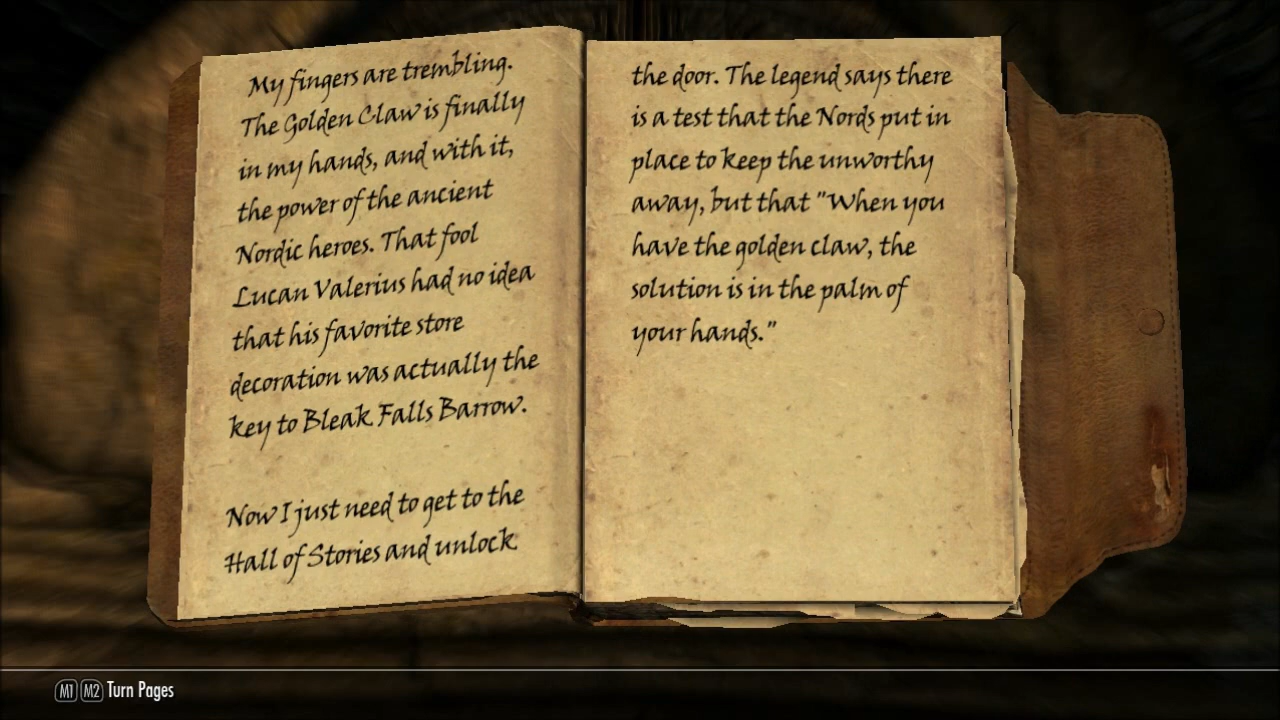 My fingers are trembling.
The Golden Claw is finally
in my hands, and with it,
the power of the ancient
Nordic heroes. That fool
Lucan Valerius had no idea
that his favorite store
decoration was actually the
key to Bleak Falls Barrow.
Now I just need to get to the
Hall of Stories and unlock
the door. The legend says there
is a test that the Nords put in
place to keep the unworthy
away, but that "When you
have the golden claw, the
solution is in the palm of
your hands."
M1 M2 Turn Pages